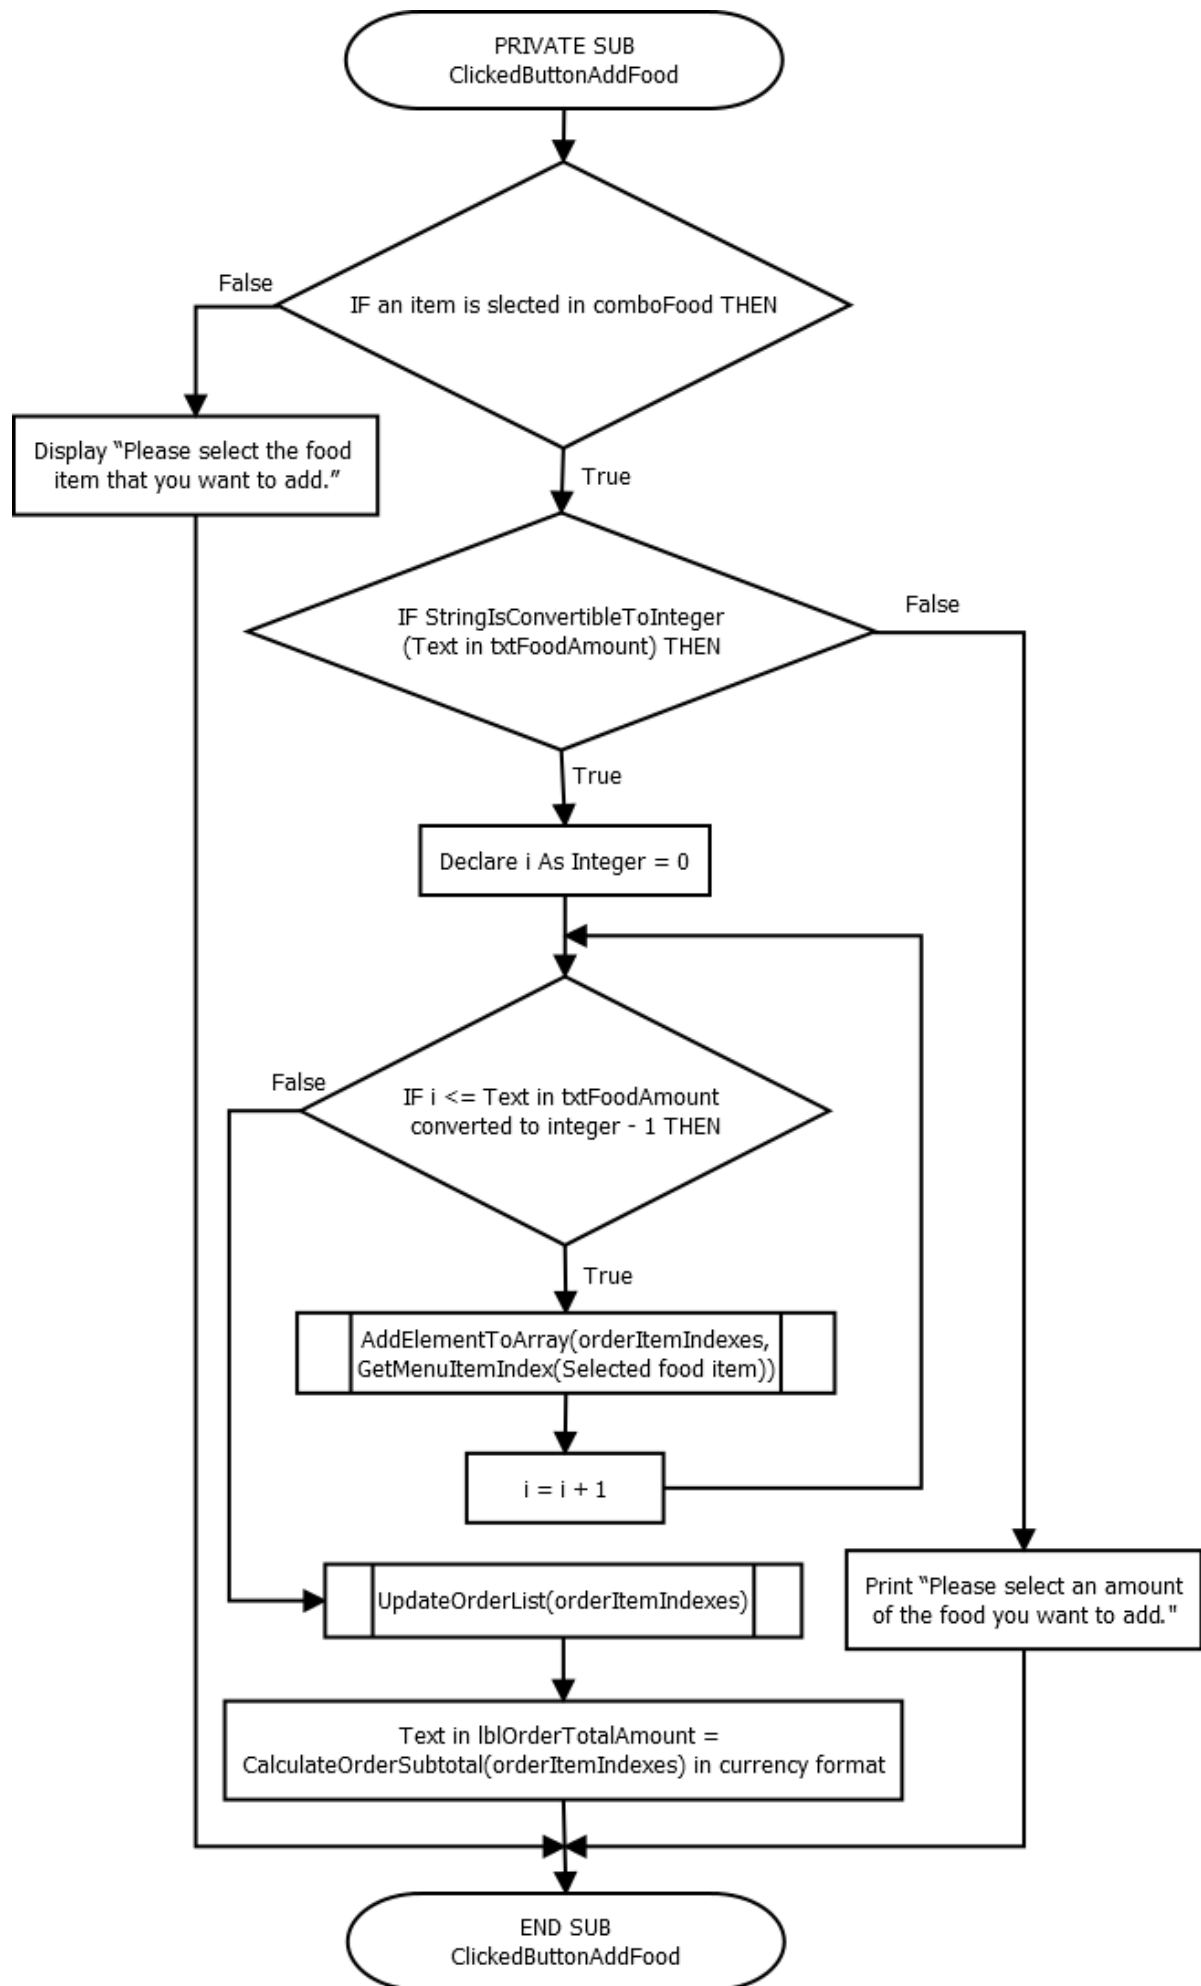 PRIVATE SUB
ClickedButtonAddFood
False
IF an item is slected in comboFood THEN
Display “Please select the food
item that you want to add.”
True
IF StringIsConvertibleToInteger
(Text in txtFoodAmount) THEN
False
True
Declare i As Integer = 0
False
IF i <= Text in txtFoodAmount
converted to integer - 1 THEN
True
AddElementToArray(orderItemIndexes,
GetMenuItemIndex(Selected food item))
i = i + 1
UpdateOrderList(orderItemIndexes)
Print “Please select an amount
of the food you want to add."
Text in lblOrderTotalAmount =
CalculateOrderSubtotal(orderItemIndexes) in currency format
END SUB
ClickedButtonAddFood